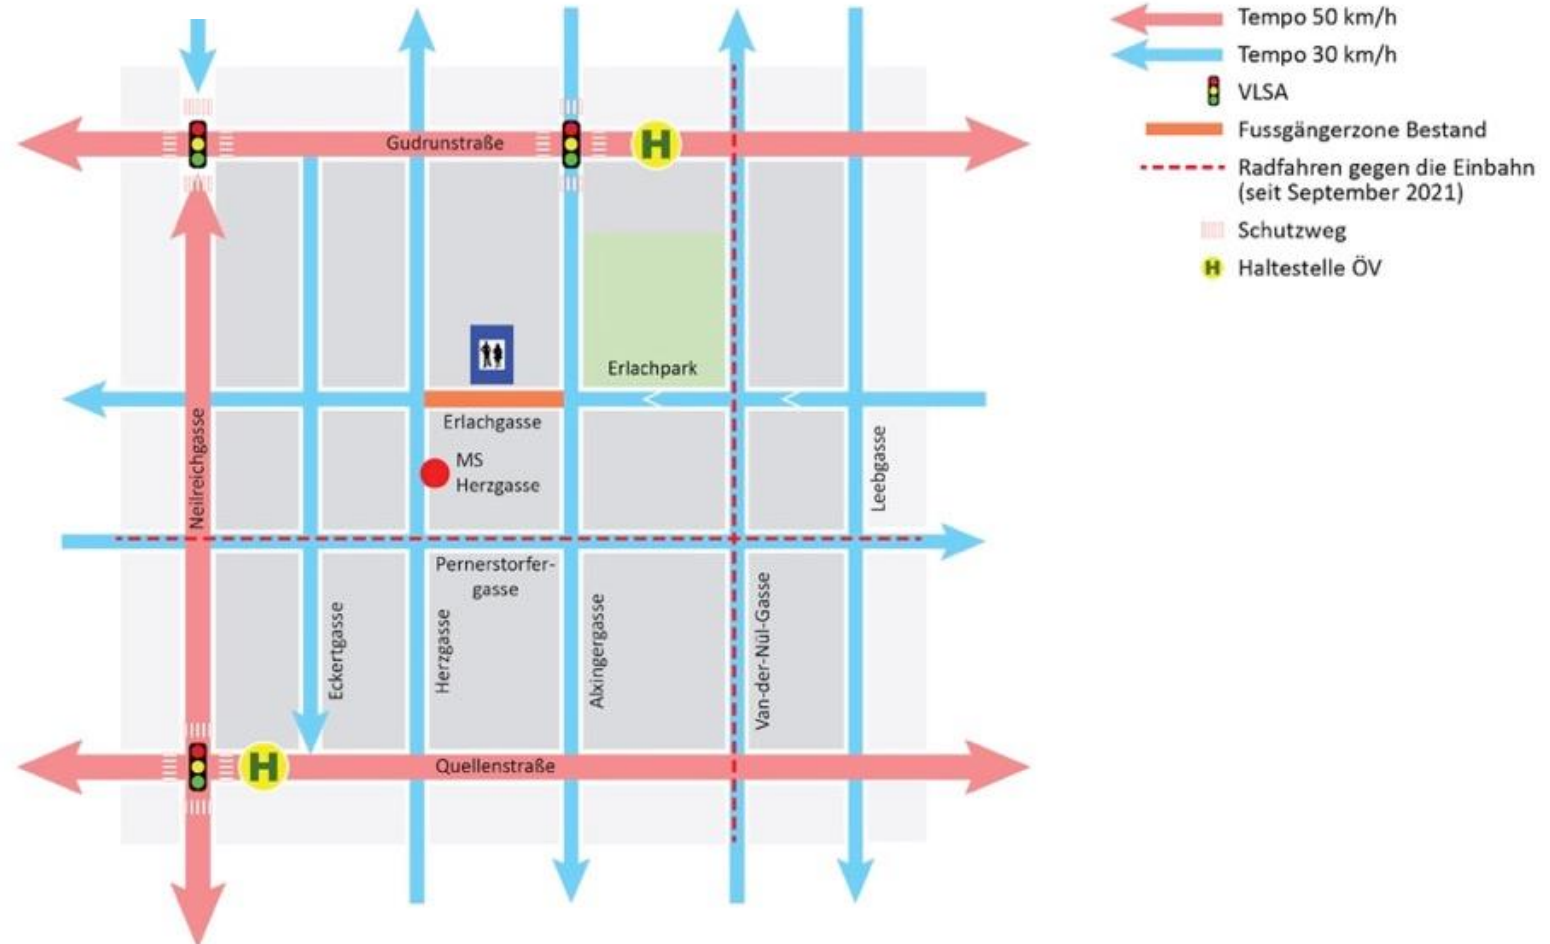 Tempo 50 km/h
Tempo 30 km/h
VLSA
Fussgängerzone Bestand
Radfahren gegen die Einbahn
(seit September 2021)
Schutzweg
H
Haltestelle ÖV
Gudrunstraße
H
Erlachpark
Erlachgasse
MS
Herzgasse
Neilreichgasse
Leebgasse
Pernerstorfer-
gasse
Eckertgasse
Herzgasse
Alxingergasse
Van-der-Nül-Gasse
H
Quellenstraße